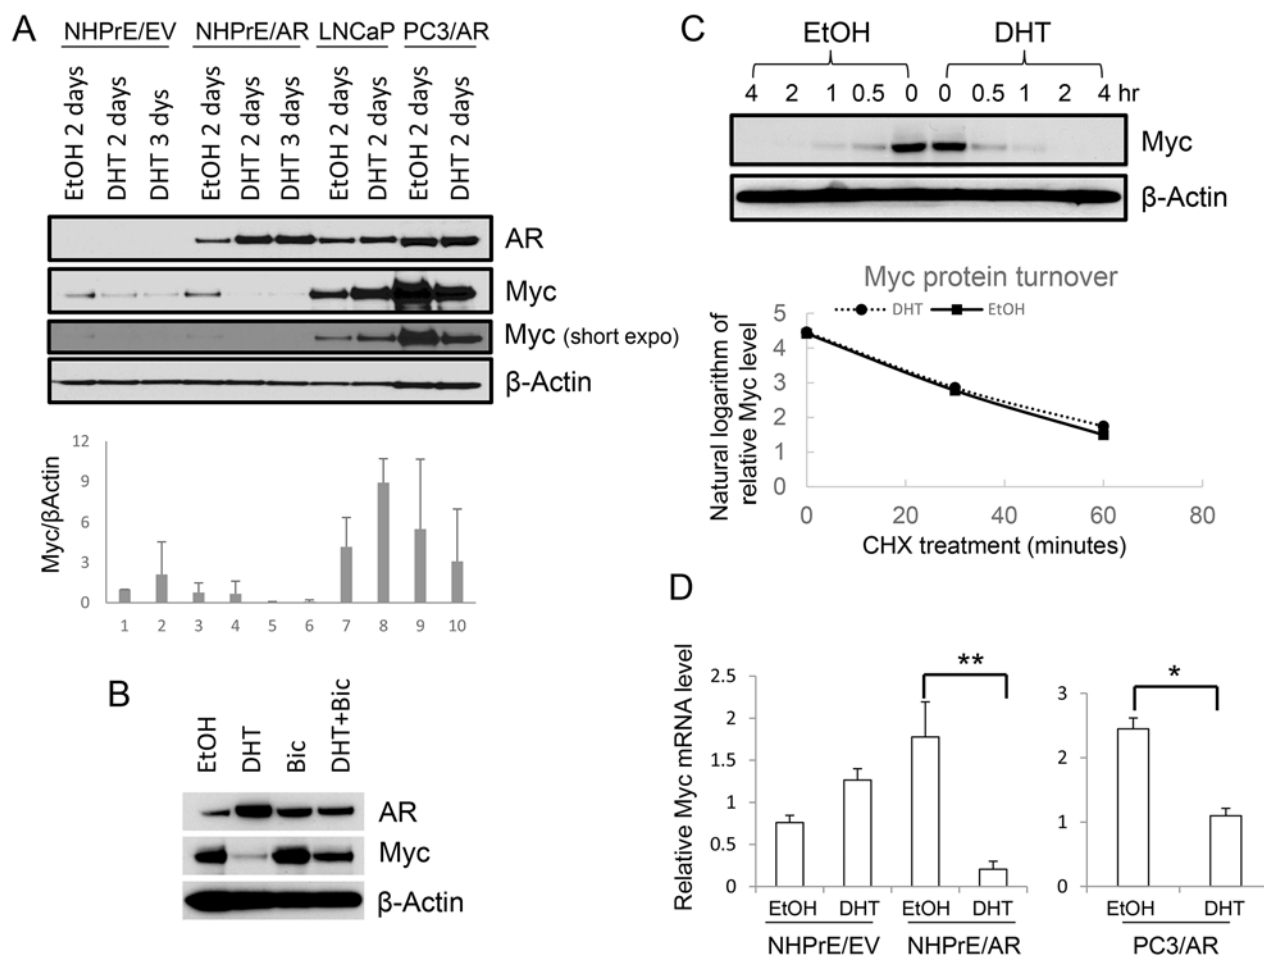 A
NHPrE/EV NHPrE/AR LNCaP PC3/AR
EtOH 2 days
DHT 2 days
DHT 3 dys
EtOH 2 days
DHT 2 days
DHT 3 days
EtOH 2 days
DHT 2 days
EtOH 2 days
DHT 2 days
AR
Myc
Myc (short expo)
β-Actin
Myc/βActin
12
9
6
3
0
1 2 3 4 5 6 7 8 9 10
B
EtOH
DHT
Bic
DHT+Bic
AR
Myc
β-Actin
C
EtOH DHT
4 2 1 0.5 0 0 0.5 1 2 4 hr
Myc
β-Actin
Myc protein turnover
DHT EtOH
Natural logarithm of
relative Myc level
5
4
3
2
1
0
0 20 40 60 80
CHX treatment (minutes)
D
Relative Myc mRNA level
2.5
2
1.5
1
0.5
0
**
EtOH DHT EtOH DHT
NHPrE/EV NHPrE/AR
3
2
1
0
*
EtOH DHT
PC3/AR